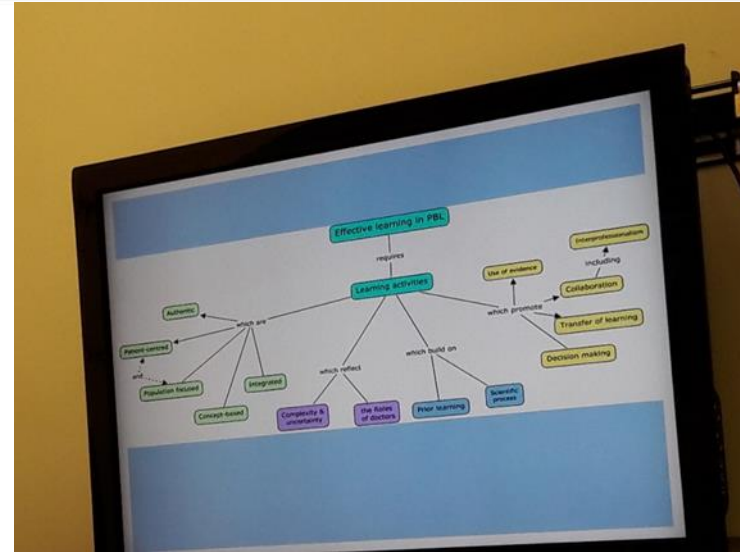 Effective learning in PBL
requires
Learning activities
which are
Authentic
Patient-centred
and
Population focused
Concept-based
Integrated
which reflect
Complexity &
uncertainty
the Roles
of doctors
which build on
Prior learning
Scientific
process
which promote
Use of evidence
Collaboration
including
Interprofessionalism
Transfer of learning
Decision making